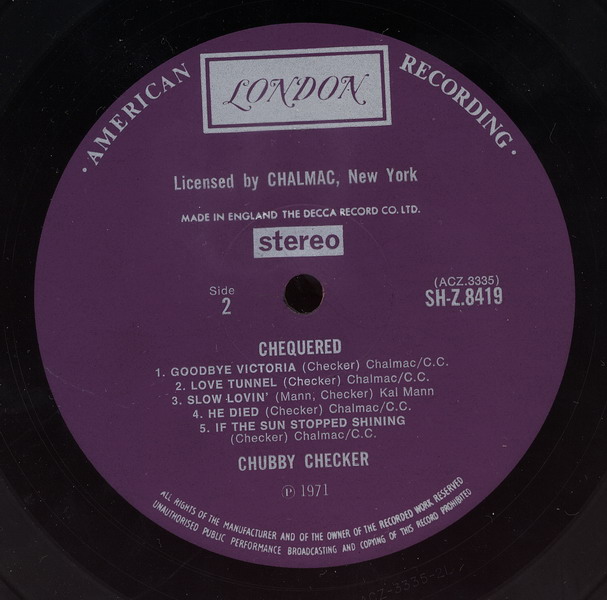 · AMERICAN RECORDING ·
LONDON
Licensed by CHALMAC, New York
MADE IN ENGLAND THE DECCA RECORD CO. LTD.
stereo
Side
2
(ACZ.3335)
SH-Z.8419
CHEQUERED
1. GOODBYE VICTORIA (Checker) Chalmac/C.C.
2. LOVE TUNNEL (Checker) Chalmac/C.C.
3. SLOW LOVIN' (Mann, Checker) Kal Mann
4. HE DIED (Checker) Chalmac/C.C.
5. IF THE SUN STOPPED SHINING
(Checker) Chalmac/C.C.
CHUBBY CHECKER
℗ 1971
ALL RIGHTS OF THE MANUFACTURER AND OF THE OWNER OF THE RECORDED WORK RESERVED
UNAUTHORISED PUBLIC PERFORMANCE BROADCASTING AND COPYING OF THIS RECORD PROHIBITED